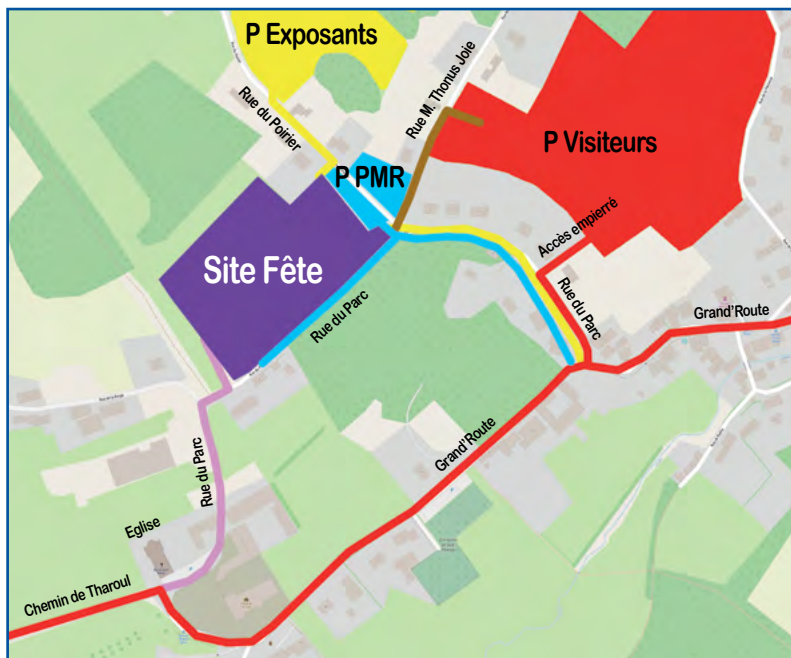 P Exposants
Rue M. Thonus Joie
Rue du Poirier
P Visiteurs
P PMR
Accès empierré
Site Fête
Rue du Parc
Rue du Parc
Grand'Route
Grand'Route
Rue du Parc
Eglise
Chemin de Tharoul